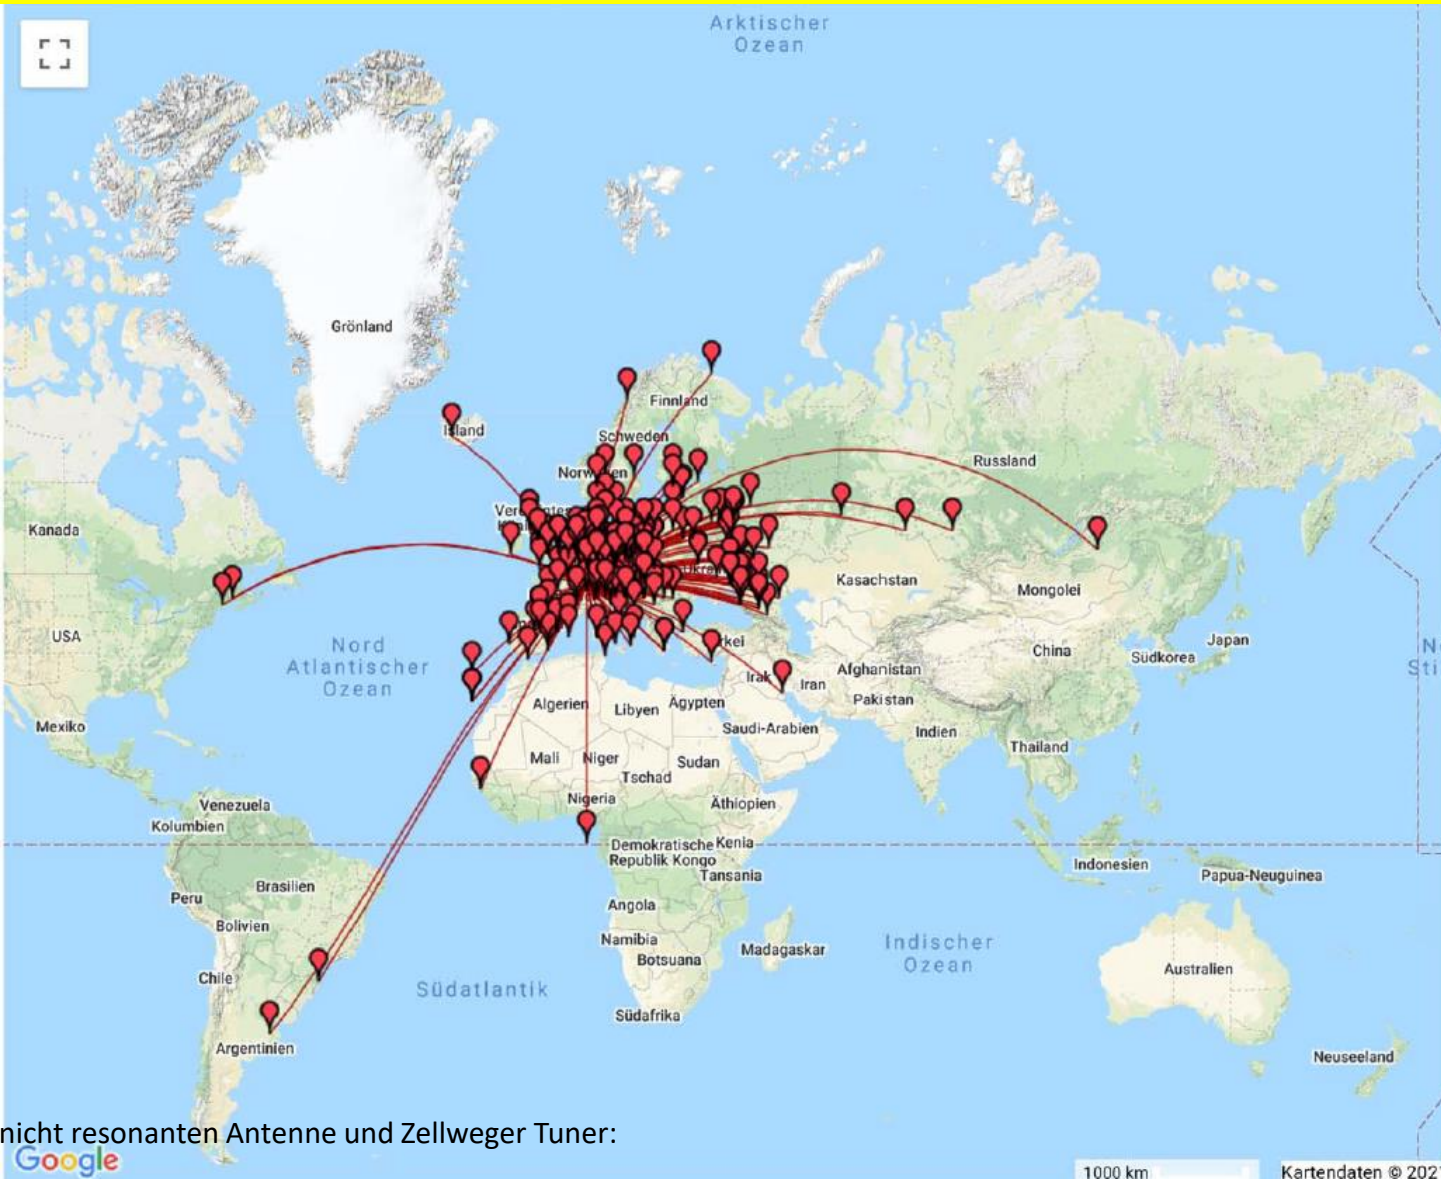 Arktischer
Ozean
Grönland
Finnland
Island
Schweden
Russland
Kanada
Kasachstan
Mongolei
USA
Nord
Atlantischer
Ozean
Japan
China
Südkorea
Afghanistan
Irak
Iran
Pakistan
Algerien
Libyen
Ägypten
Mexiko
Saudi-Arabien
Indien
Thailand
Mali
Niger
Sudan
Tschad
Nigeria
Äthiopien
Venezuela
Kolumbien
Demokratische
Republik Kongo
Kenia
Tansania
Indonesien
Papua-Neuguinea
Brasilien
Peru
Angola
Bolivien
Namibia
Botsuana
Madagaskar
Indischer
Ozean
Australien
Chile
Südatlantik
Südafrika
Argentinien
Neuseeland
nicht resonanten Antenne und Zellweger Tuner:
Google
1000 km
Kartendaten © 202